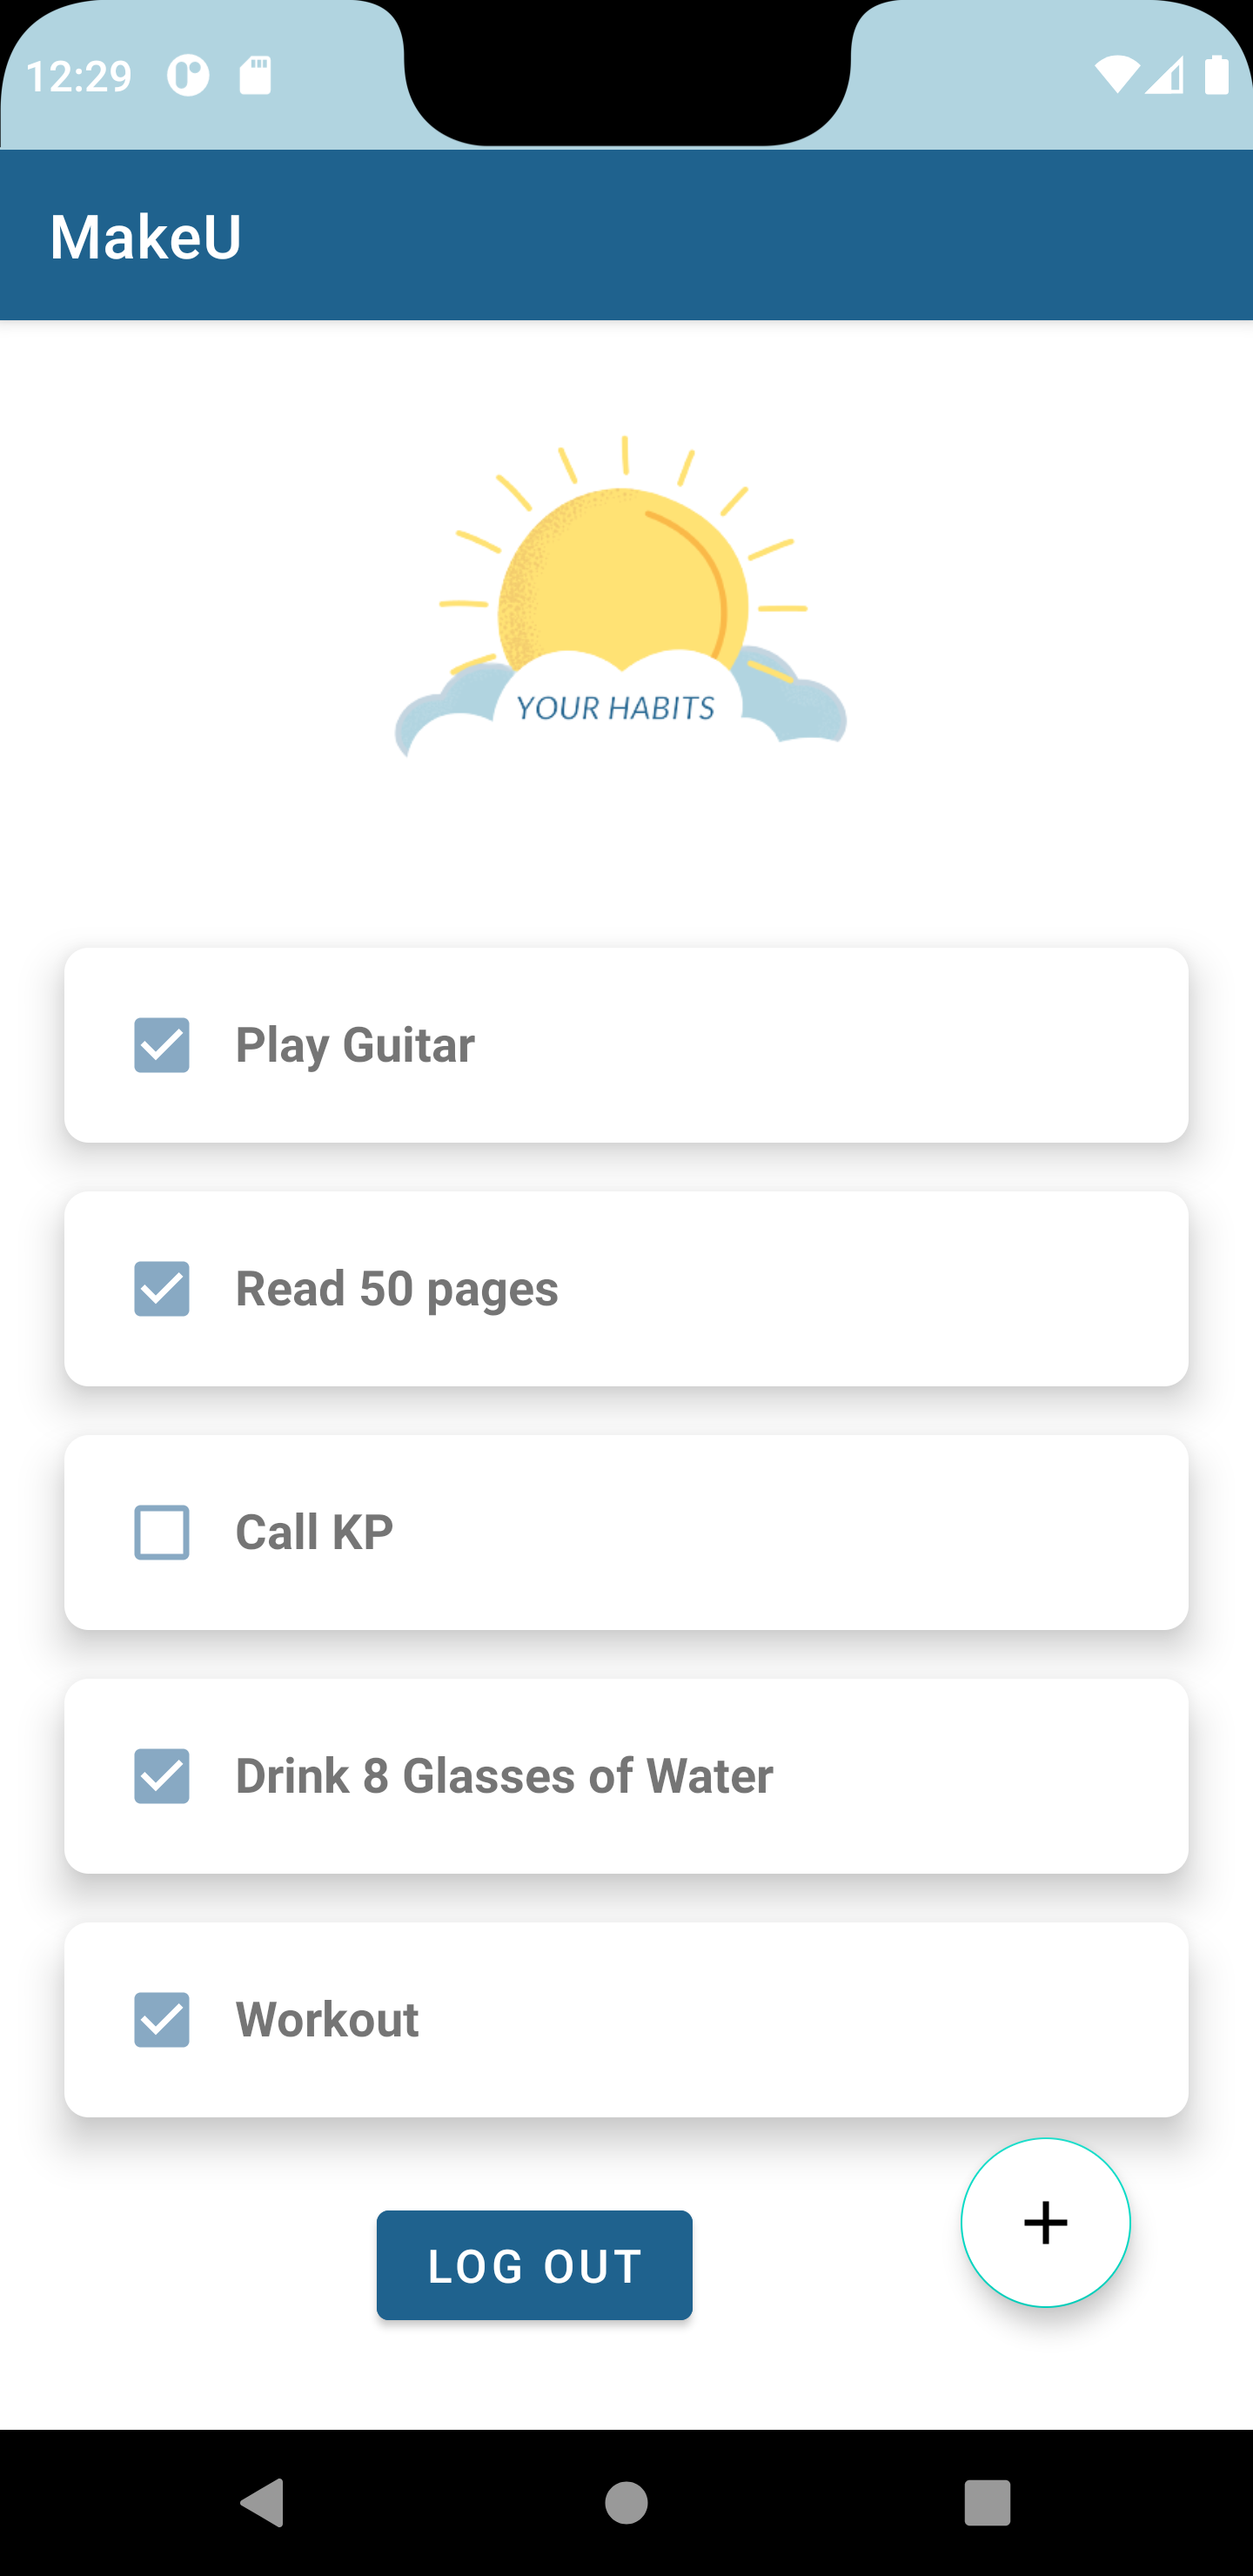 12:29
MakeU
YOUR HABITS
Play Guitar
Read 50 pages
Call KP
Drink 8 Glasses of Water
Workout
LOG OUT